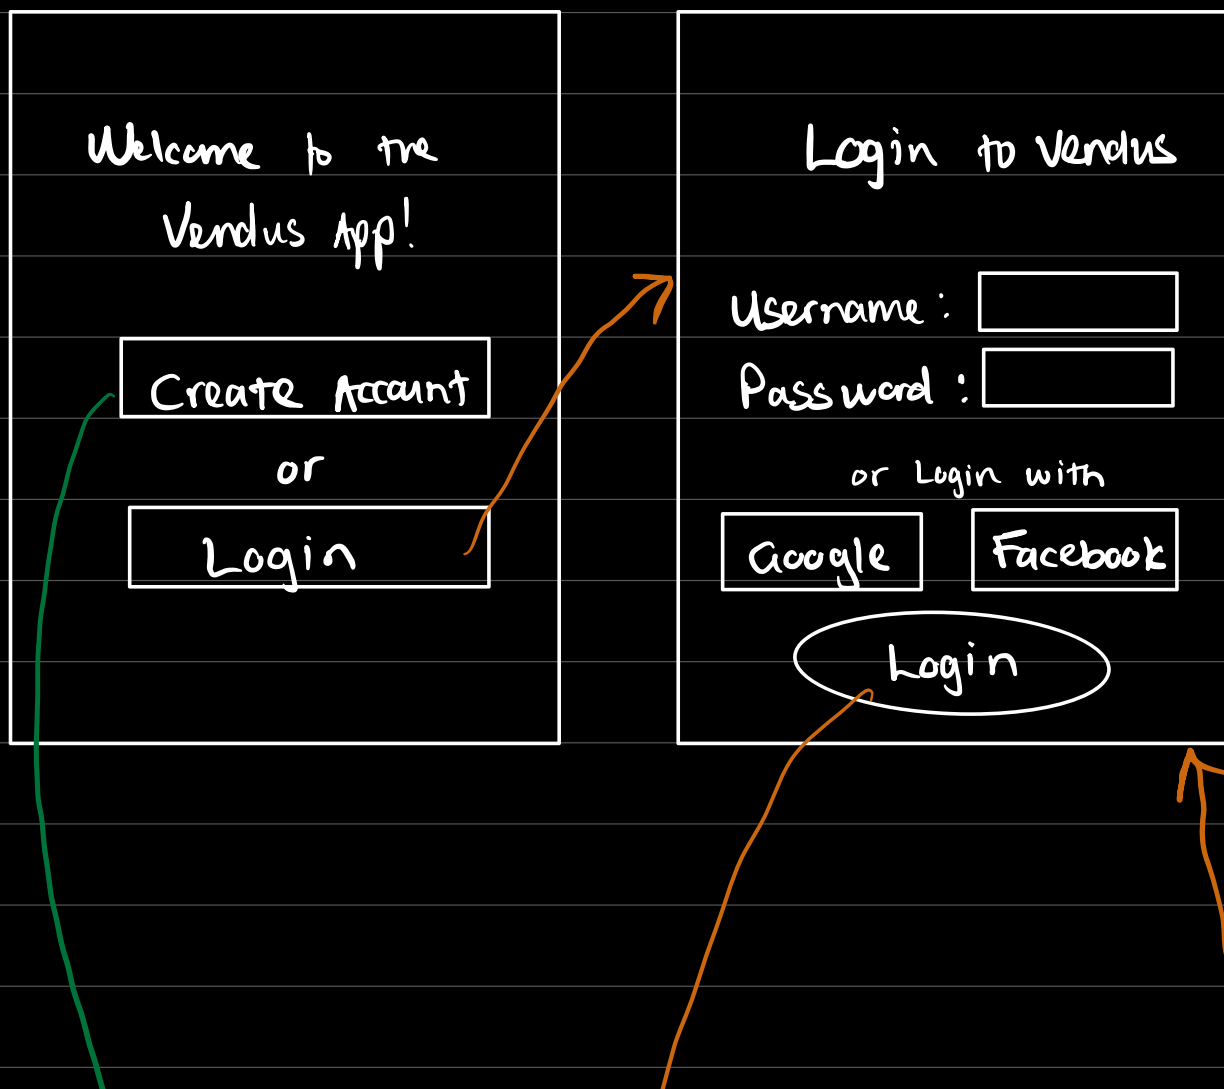 Welcome to the
Vendus App!
Create Account
or
Login
Login to Vendus
Username:
Password:
or Login with
Google Facebook
Login